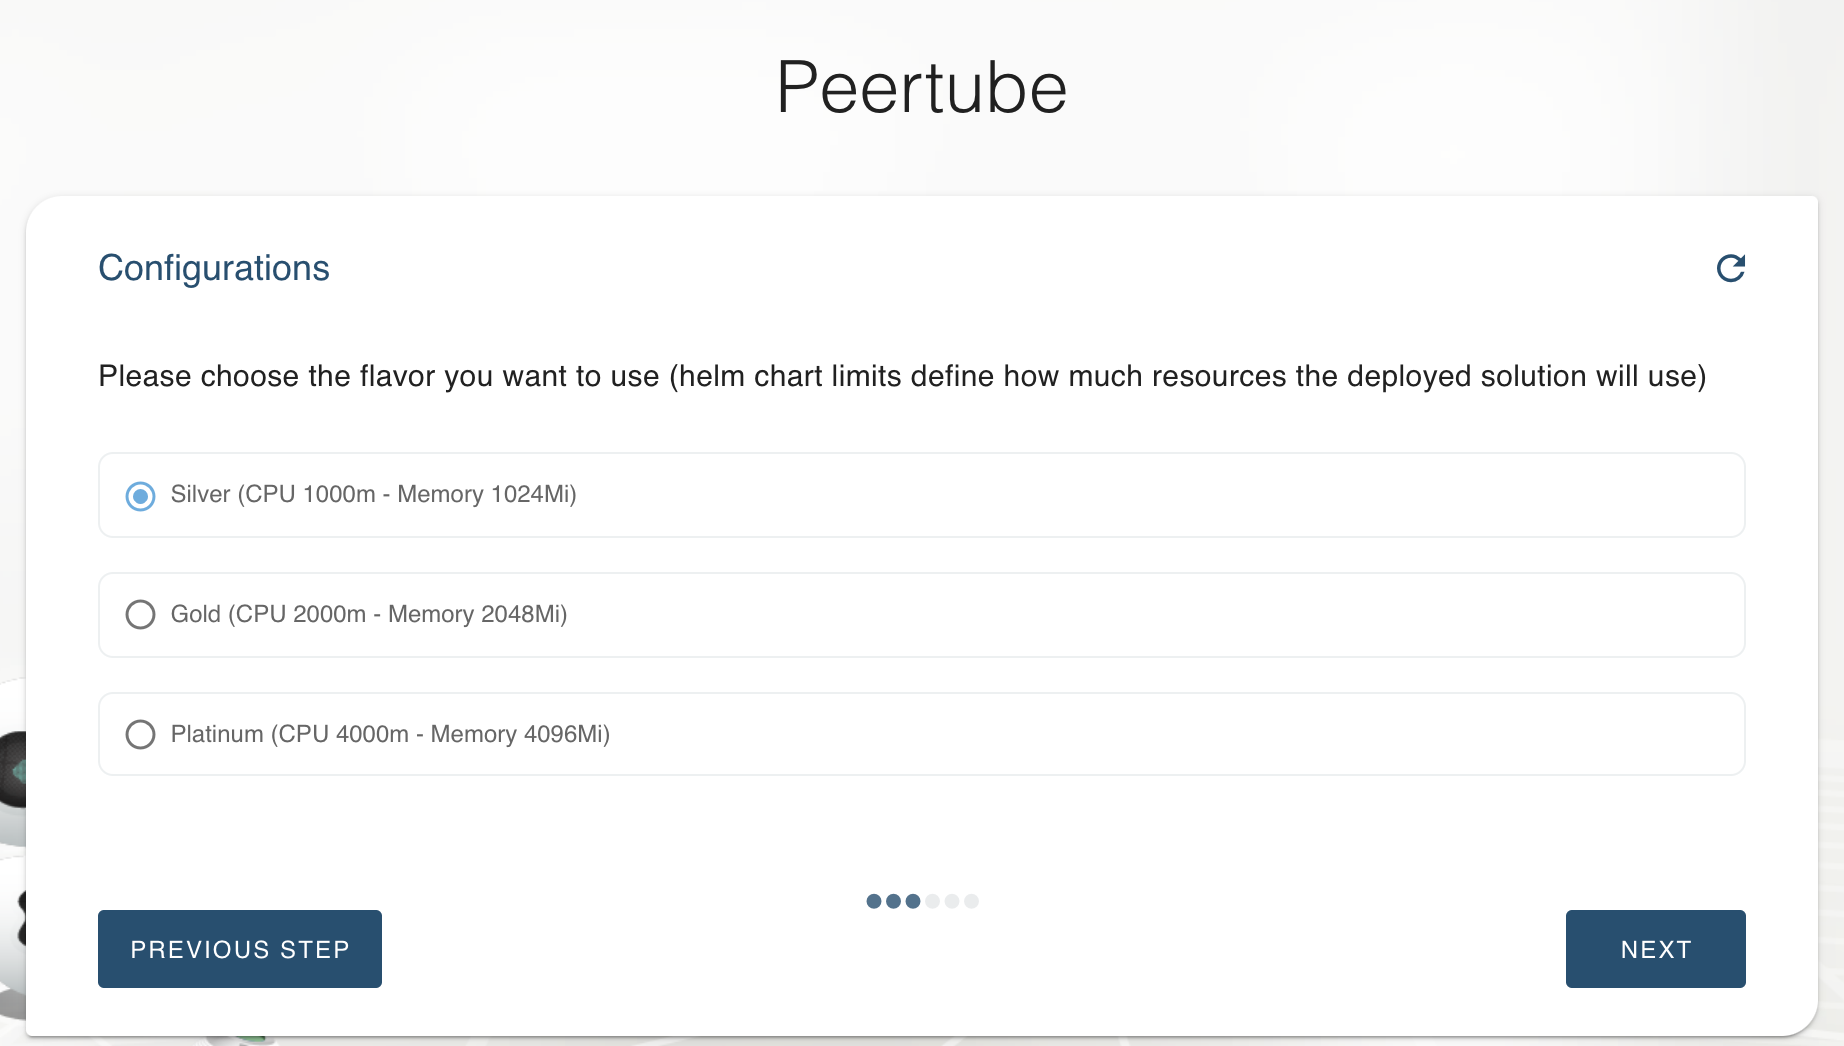 Peertube
Configurations
Please choose the flavor you want to use (helm chart limits define how much resources the deployed solution will use)
Silver (CPU 1000m - Memory 1024Mi)
Gold (CPU 2000m - Memory 2048Mi)
Platinum (CPU 4000m - Memory 4096Mi)
PREVIOUS STEP
NEXT